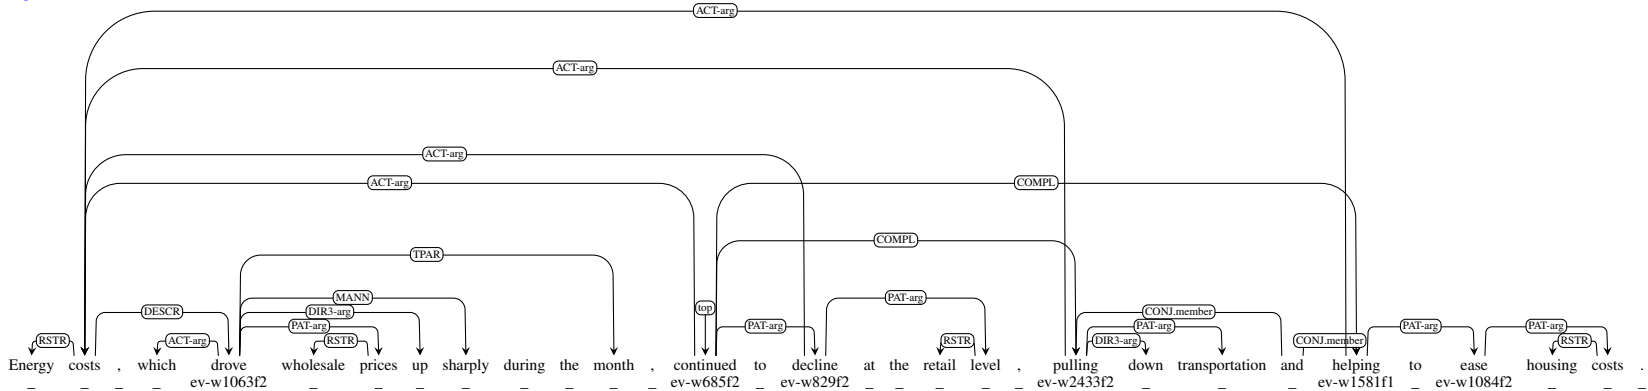 ACT-arg
ACT-arg
ACT-arg
ACT-arg COMPL
COMPL
TPAR
MANN PAT-arg
top
DESCR DIR3-arg CONJ.member
PAT-arg PAT-arg PAT-arg PAT-arg PAT-arg
RSTR ACT-arg RSTR RSTR DIR3-arg CONJ.member RSTR
Energy costs , which drove wholesale prices up sharply during the month , continued to decline at the retail level , pulling down transportation and helping to ease housing costs .
_ _ _ _ ev-w1063f2 _ _ _ _ _ _ _ _ ev-w685f2 _ ev-w829f2 _ _ _ _ _ ev-w2433f2 _ _ _ ev-w1581f1 _ ev-w1084f2 _ _ _